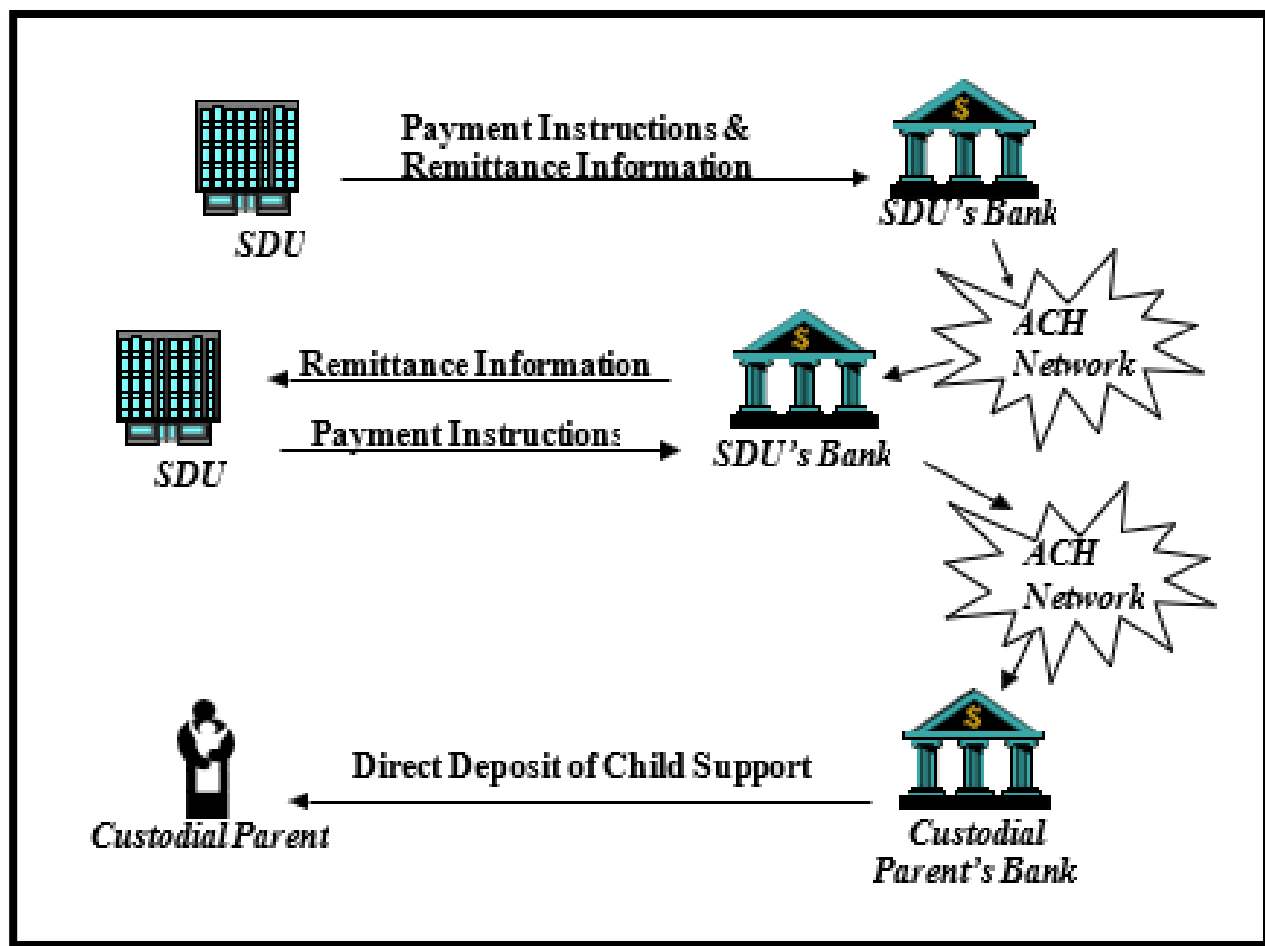 Payment Instructions &
Remittance Information
$
SDU's Bank
SDU
ACH
Network
$
Remittance Information
Payment Instructions
SDU's Bank
SDU
ACH
Network
$
Direct Deposit of Child Support
Custodial Parent
Custodial
Parent's Bank